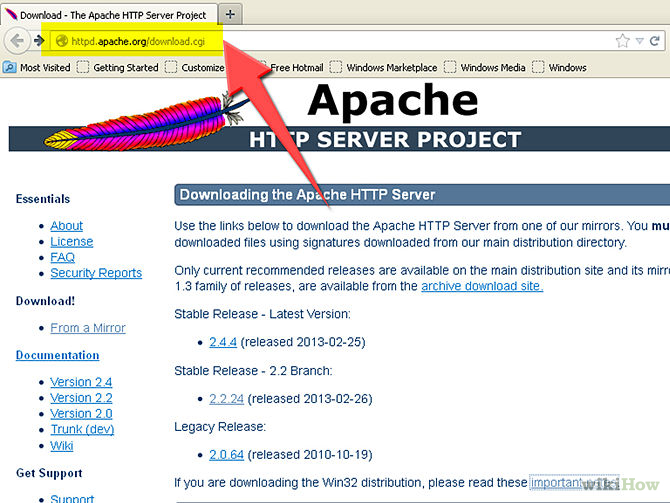 Download - The Apache HTTP Server Project
httpd.apache.org/download.cgi
Most Visited Getting Started Customize Free Hotmail Windows Marketplace Windows Media Windows
Apache
HTTP SERVER PROJECT
Essentials
About
License
FAQ
Security Reports
Download!
From a Mirror
Documentation
Version 2.4
Version 2.2
Version 2.0
Trunk (dev)
Wiki
Get Support
Support
Downloading the Apache HTTP Server
Use the links below to download the Apache HTTP Server from one of our mirrors. You mu
downloaded files using signatures downloaded from our main distribution directory.
Only current recommended releases are available on the main distribution site and its mirr
1.3 family of releases, are available from the archive download site.
Stable Release - Latest Version:
2.4.4 (released 2013-02-25)
Stable Release - 2.2 Branch:
2.2.24 (released 2013-02-26)
Legacy Release:
2.0.64 (released 2010-10-19)
If you are downloading the Win32 distribution, please read these important
wikiHow